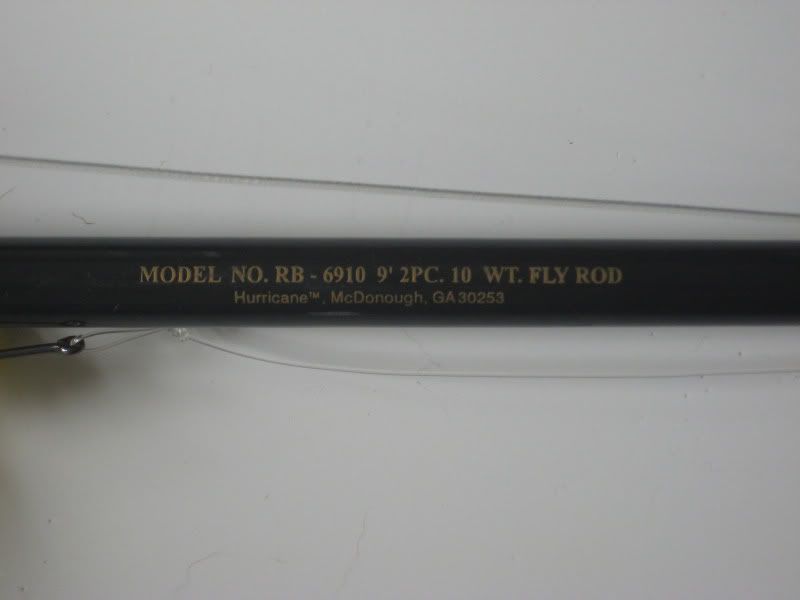 MODEL NO. RB - 6910 9' 2PC. 10 WT. FLY ROD
Hurricane™, McDonough, GA 30253